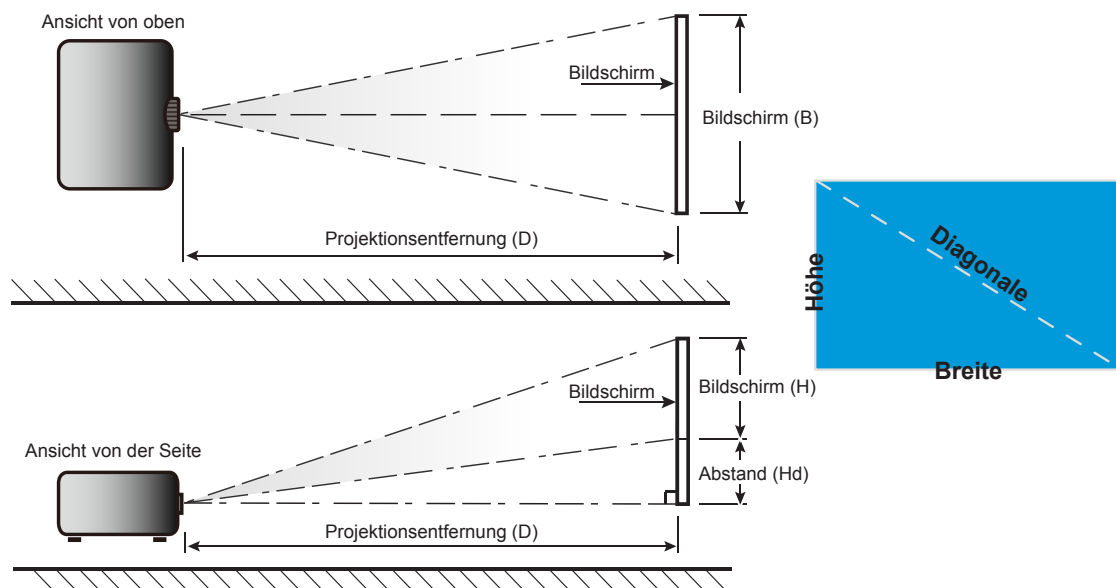 Ansicht von oben
Bildschirm
Bildschirm (B)
Projektionsentfernung (D)
Höhe
Diagonale
Breite
Ansicht von der Seite
Bildschirm
Bildschirm (H)
Abstand (Hd)
Projektionsentfernung (D)